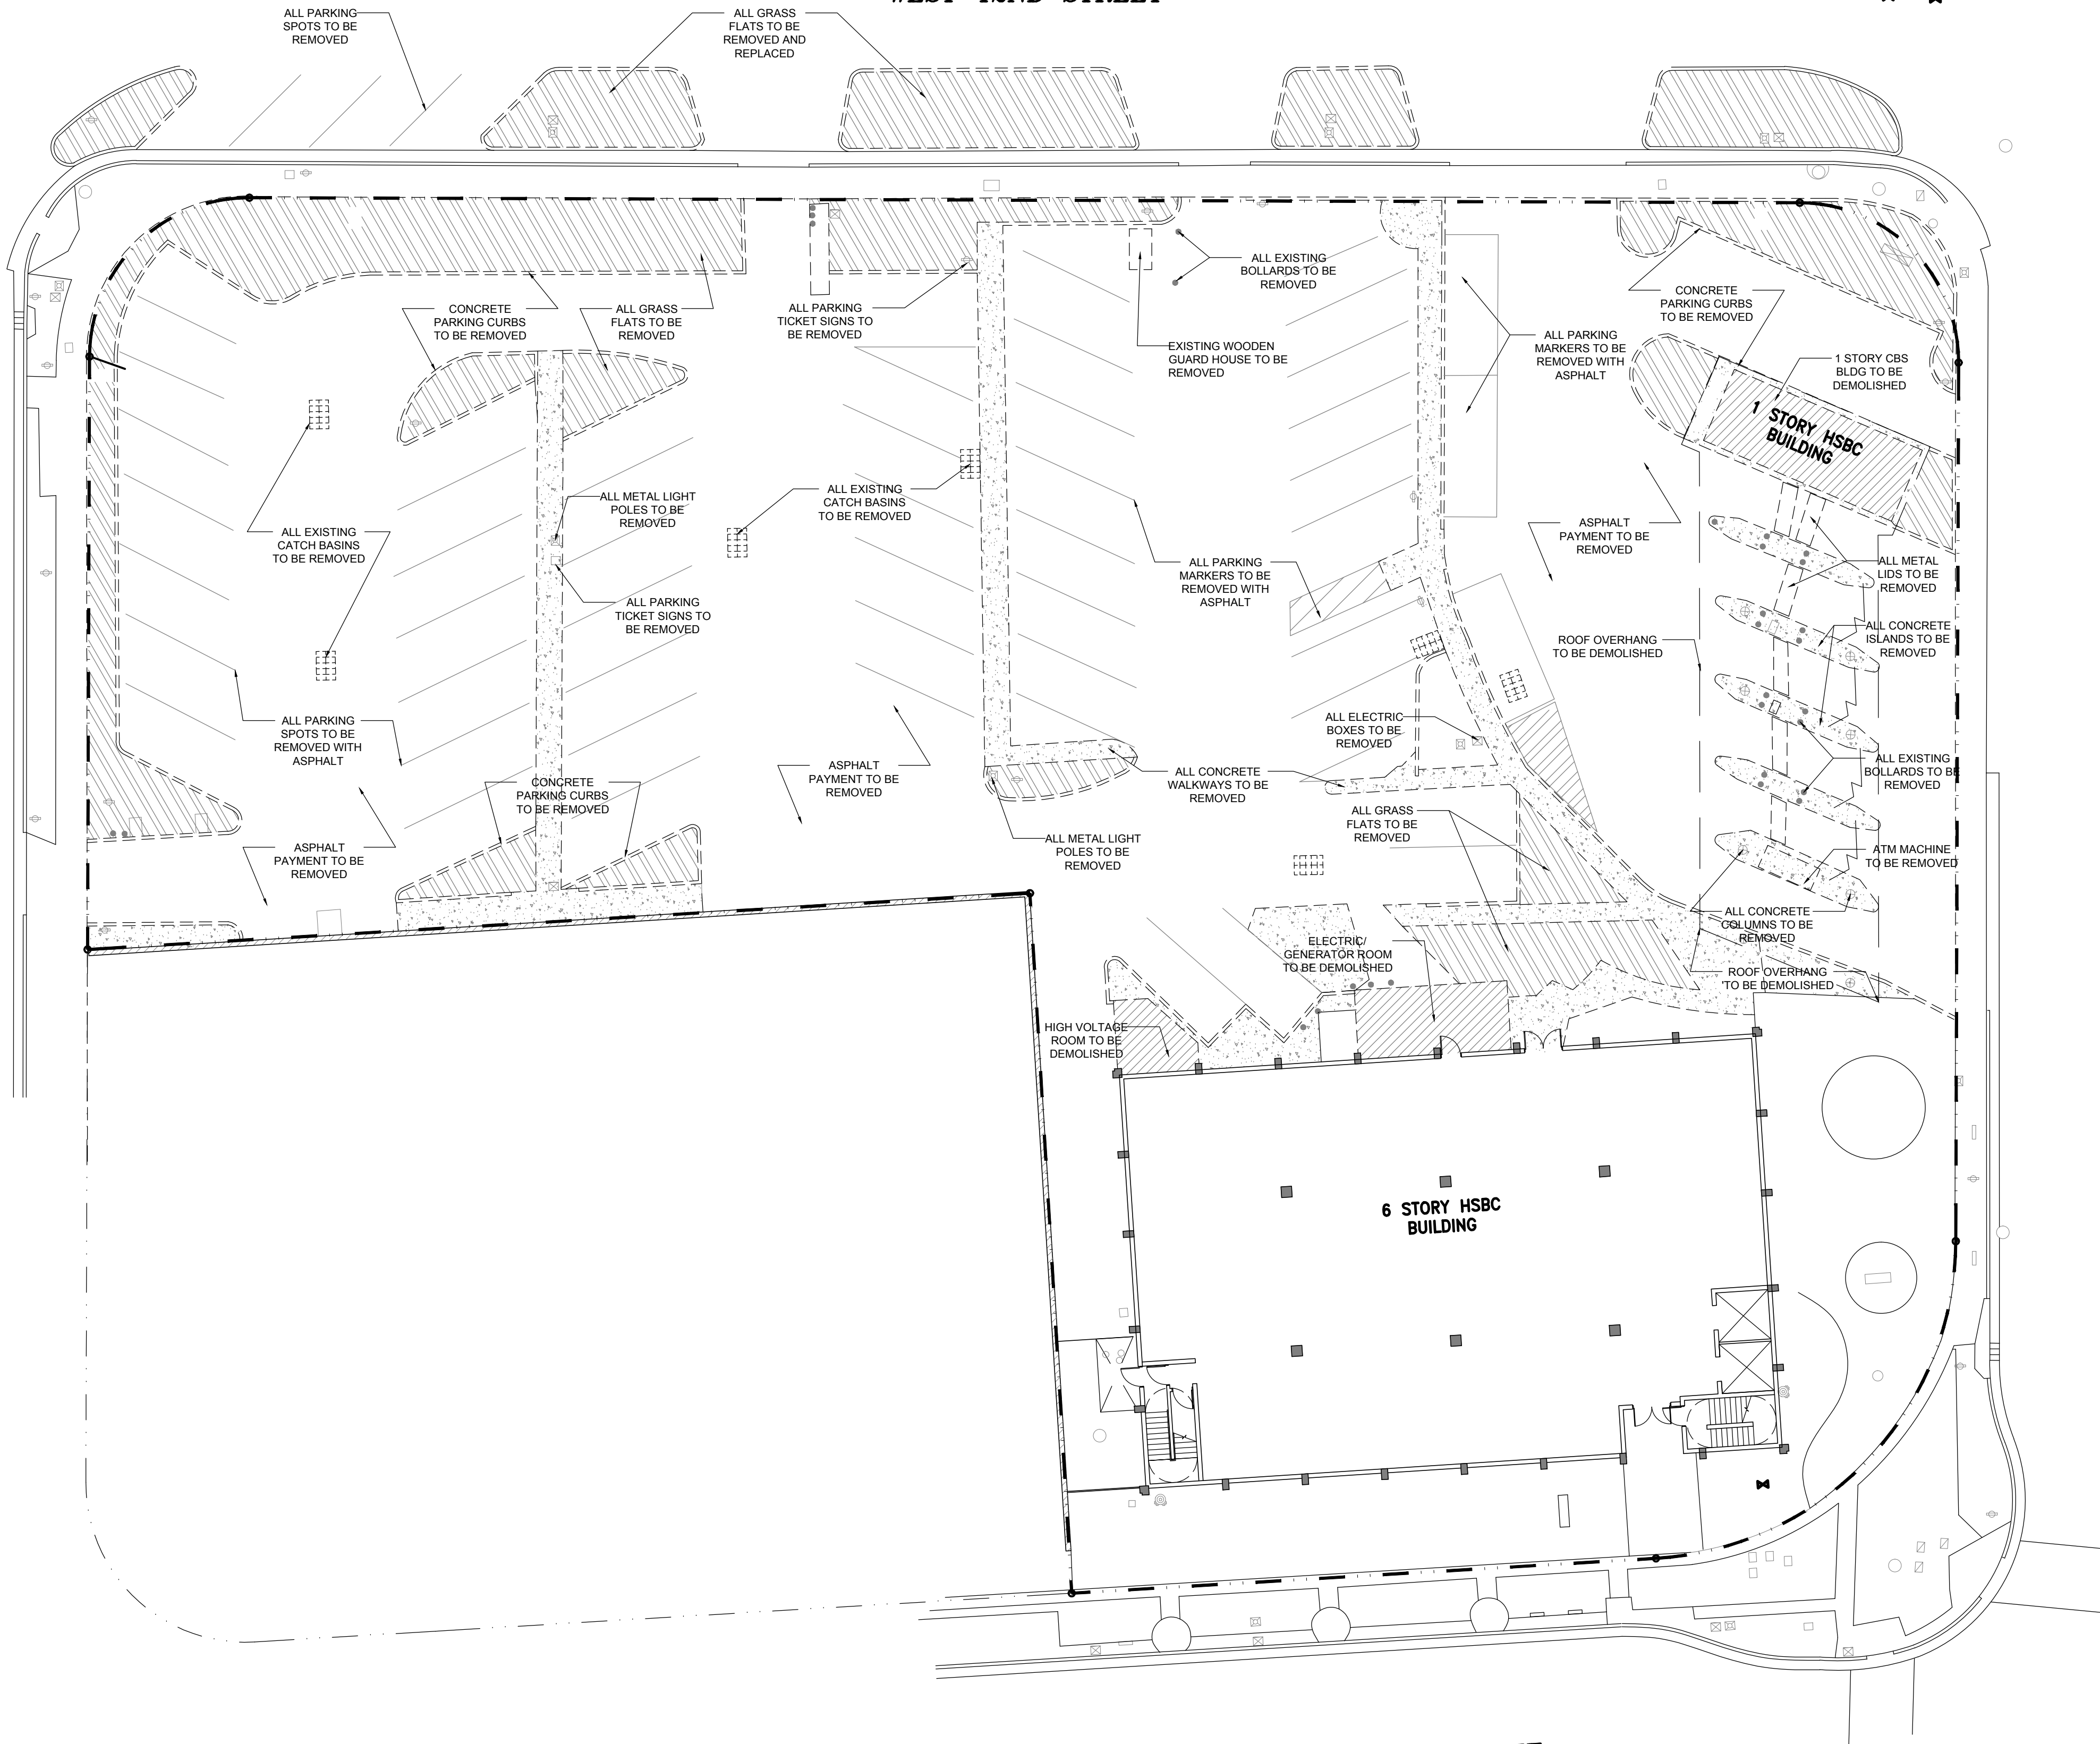 ALL PARKING
SPOTS TO BE
REMOVED
ALL GRASS
FLATS TO BE
REMOVED AND
REPLACED
CONCRETE
PARKING CURBS
TO BE REMOVED
ALL GRASS
FLATS TO BE
REMOVED
ALL PARKING
TICKET SIGNS TO
BE REMOVED
ALL EXISTING
BOLLARDS TO BE
REMOVED
EXISTING WOODEN
GUARD HOUSE TO BE
REMOVED
ALL PARKING
MARKERS TO BE
REMOVED WITH
ASPHALT
CONCRETE
PARKING CURBS
TO BE REMOVED
1 STORY CBS
BLDG TO BE
DEMOLISHED
1 STORY HSBC
BUILDING
ALL EXISTING
CATCH BASINS
TO BE REMOVED
ALL METAL LIGHT
POLES TO BE
REMOVED
ALL EXISTING
CATCH BASINS
TO BE REMOVED
ALL PARKING
TICKET SIGNS TO
BE REMOVED
ALL PARKING
MARKERS TO BE
REMOVED WITH
ASPHALT
ASPHALT
PAYMENT TO BE
REMOVED
ALL METAL
LIDS TO BE
REMOVED
ROOF OVERHANG
TO BE DEMOLISHED
ALL CONCRETE
ISLANDS TO BE
REMOVED
ALL PARKING
SPOTS TO BE
REMOVED WITH
ASPHALT
CONCRETE
PARKING CURBS
TO BE REMOVED
ASPHALT
PAYMENT TO BE
REMOVED
ALL CONCRETE
WALKWAYS TO BE
REMOVED
ALL ELECTRIC
BOXES TO BE
REMOVED
ALL EXISTING
BOLLARDS TO BE
REMOVED
ASPHALT
PAYMENT TO BE
REMOVED
ALL METAL LIGHT
POLES TO BE
REMOVED
ALL GRASS
FLATS TO BE
REMOVED
ATM MACHINE
TO BE REMOVED
ALL CONCRETE
COLUMNS TO BE
REMOVED
ELECTRIC/
GENERATOR ROOM
TO BE DEMOLISHED
ROOF OVERHANG
'TO BE DEMOLISHED
HIGH VOLTAGE
ROOM TO BE
DEMOLISHED
6 STORY HSBC
BUILDING